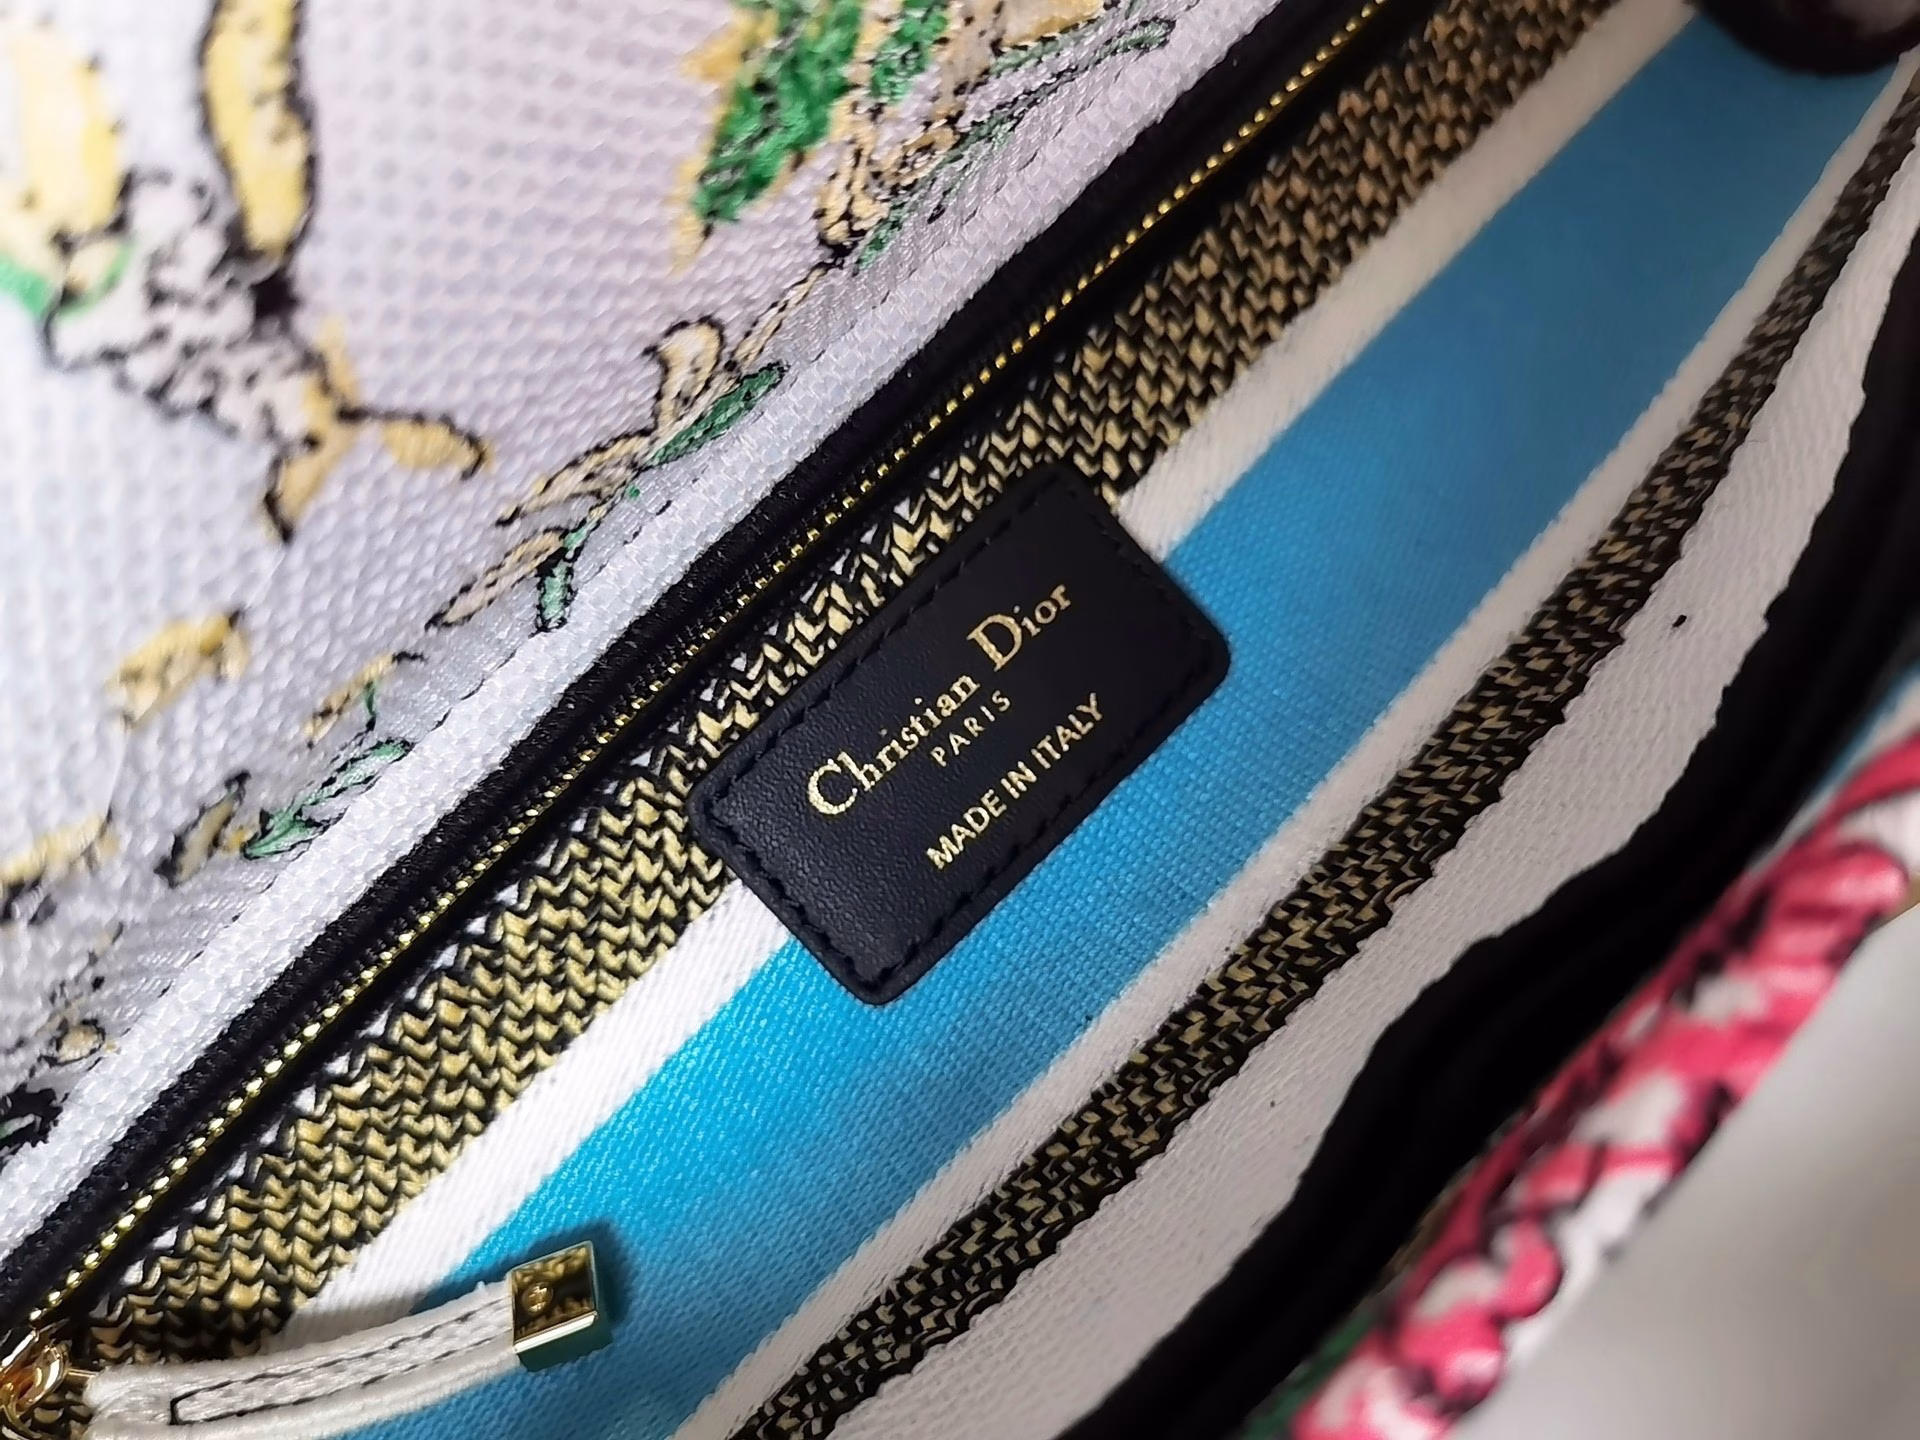 Christian Dior
PARIS
MADE IN ITALY